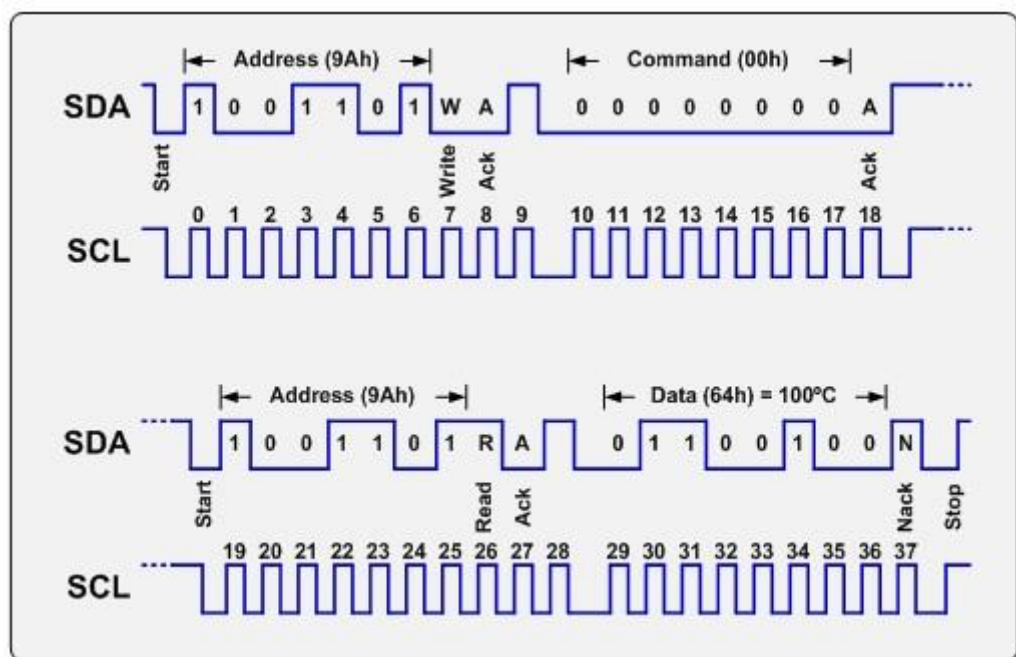 Address (9Ah) Command (00h)
SDA 1 0 0 1 1 0 1 W A 0 0 0 0 0 0 0 0 A
Start Write Ack Ack
0 1 2 3 4 5 6 7 8 9 10 11 12 13 14 15 16 17 18
SCL
Address (9Ah) Data (64h) = 100ºC
SDA 1 0 0 1 1 0 1 R A 0 1 1 0 0 1 0 0 N
Start Read Ack Nack Stop
19 20 21 22 23 24 25 26 27 28 29 30 31 32 33 34 35 36 37
SCL